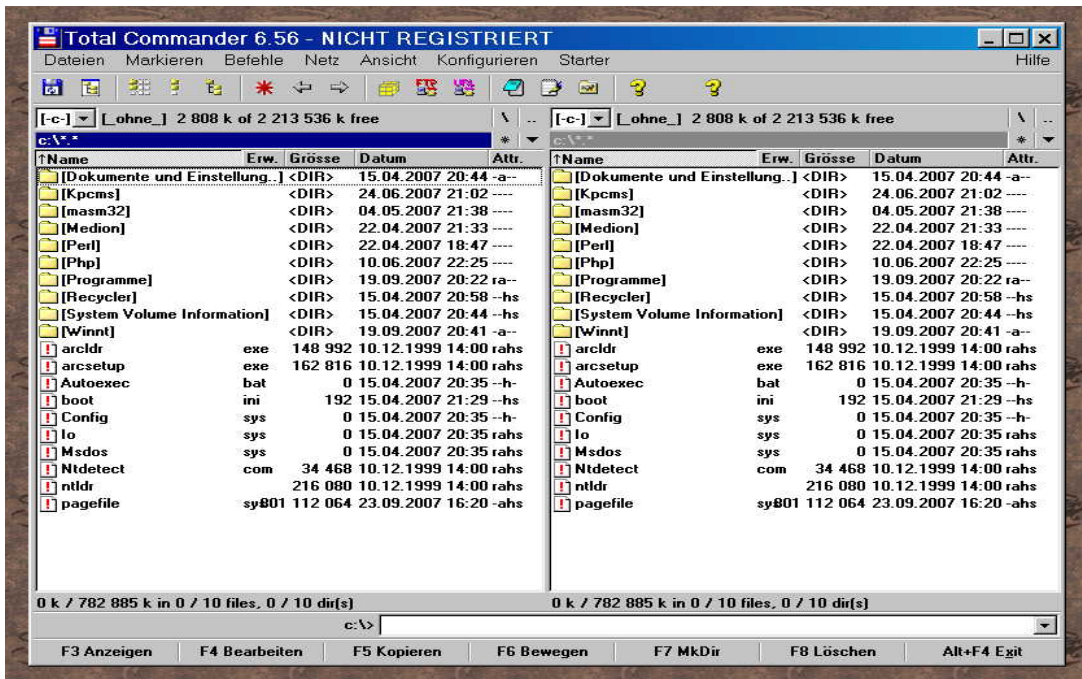 Total Commander 6.56 - NICHT REGISTRIERT
Dateien Markieren Befehle Netz Ansicht Konfigurieren Starter Hilfe
[-c-] [_ohne_] 2 808 k of 2 213 536 k free \ .. [-c-] [_ohne_] 2 808 k of 2 213 536 k free \ ..
c:\*.* * c:\*.* *
↑Name Erw. Grösse Datum Attr. ↑Name Erw. Grösse Datum Attr.
[Dokumente und Einstellung..] <DIR> 15.04.2007 20:44 -a-- [Dokumente und Einstellung..] <DIR> 15.04.2007 20:44 -a--
[Kpcms] <DIR> 24.06.2007 21:02 ---- [Kpcms] <DIR> 24.06.2007 21:02 ----
[masm32] <DIR> 04.05.2007 21:38 ---- [masm32] <DIR> 04.05.2007 21:38 ----
[Medion] <DIR> 22.04.2007 21:33 ---- [Medion] <DIR> 22.04.2007 21:33 ----
[Perl] <DIR> 22.04.2007 18:47 ---- [Perl] <DIR> 22.04.2007 18:47 ----
[Php] <DIR> 10.06.2007 22:25 ---- [Php] <DIR> 10.06.2007 22:25 ----
[Programme] <DIR> 19.09.2007 20:22 ra-- [Programme] <DIR> 19.09.2007 20:22 ra--
[Recycler] <DIR> 15.04.2007 20:58 --hs [Recycler] <DIR> 15.04.2007 20:58 --hs
[System Volume Information] <DIR> 15.04.2007 20:44 --hs [System Volume Information] <DIR> 15.04.2007 20:44 --hs
[Winnt] <DIR> 19.09.2007 20:41 -a-- [Winnt] <DIR> 19.09.2007 20:41 -a--
arcldr exe 148 992 10.12.1999 14:00 rahs arcldr exe 148 992 10.12.1999 14:00 rahs
arcsetup exe 162 816 10.12.1999 14:00 rahs arcsetup exe 162 816 10.12.1999 14:00 rahs
Autoexec bat 0 15.04.2007 20:35 --h- Autoexec bat 0 15.04.2007 20:35 --h-
boot ini 192 15.04.2007 21:29 --hs boot ini 192 15.04.2007 21:29 --hs
Config sys 0 15.04.2007 20:35 --h- Config sys 0 15.04.2007 20:35 --h-
Io sys 0 15.04.2007 20:35 rahs Io sys 0 15.04.2007 20:35 rahs
Msdos sys 0 15.04.2007 20:35 rahs Msdos sys 0 15.04.2007 20:35 rahs
Ntdetect com 34 468 10.12.1999 14:00 rahs Ntdetect com 34 468 10.12.1999 14:00 rahs
ntldr 216 080 10.12.1999 14:00 rahs ntldr 216 080 10.12.1999 14:00 rahs
pagefile sys 801 112 064 23.09.2007 16:20 -ahs pagefile sys 801 112 064 23.09.2007 16:20 -ahs
0 k / 782 885 k in 0 / 10 files, 0 / 10 dir(s) 0 k / 782 885 k in 0 / 10 files, 0 / 10 dir(s)
c:\>
F3 Anzeigen F4 Bearbeiten F5 Kopieren F6 Bewegen F7 MkDir F8 Löschen Alt+F4 Exit